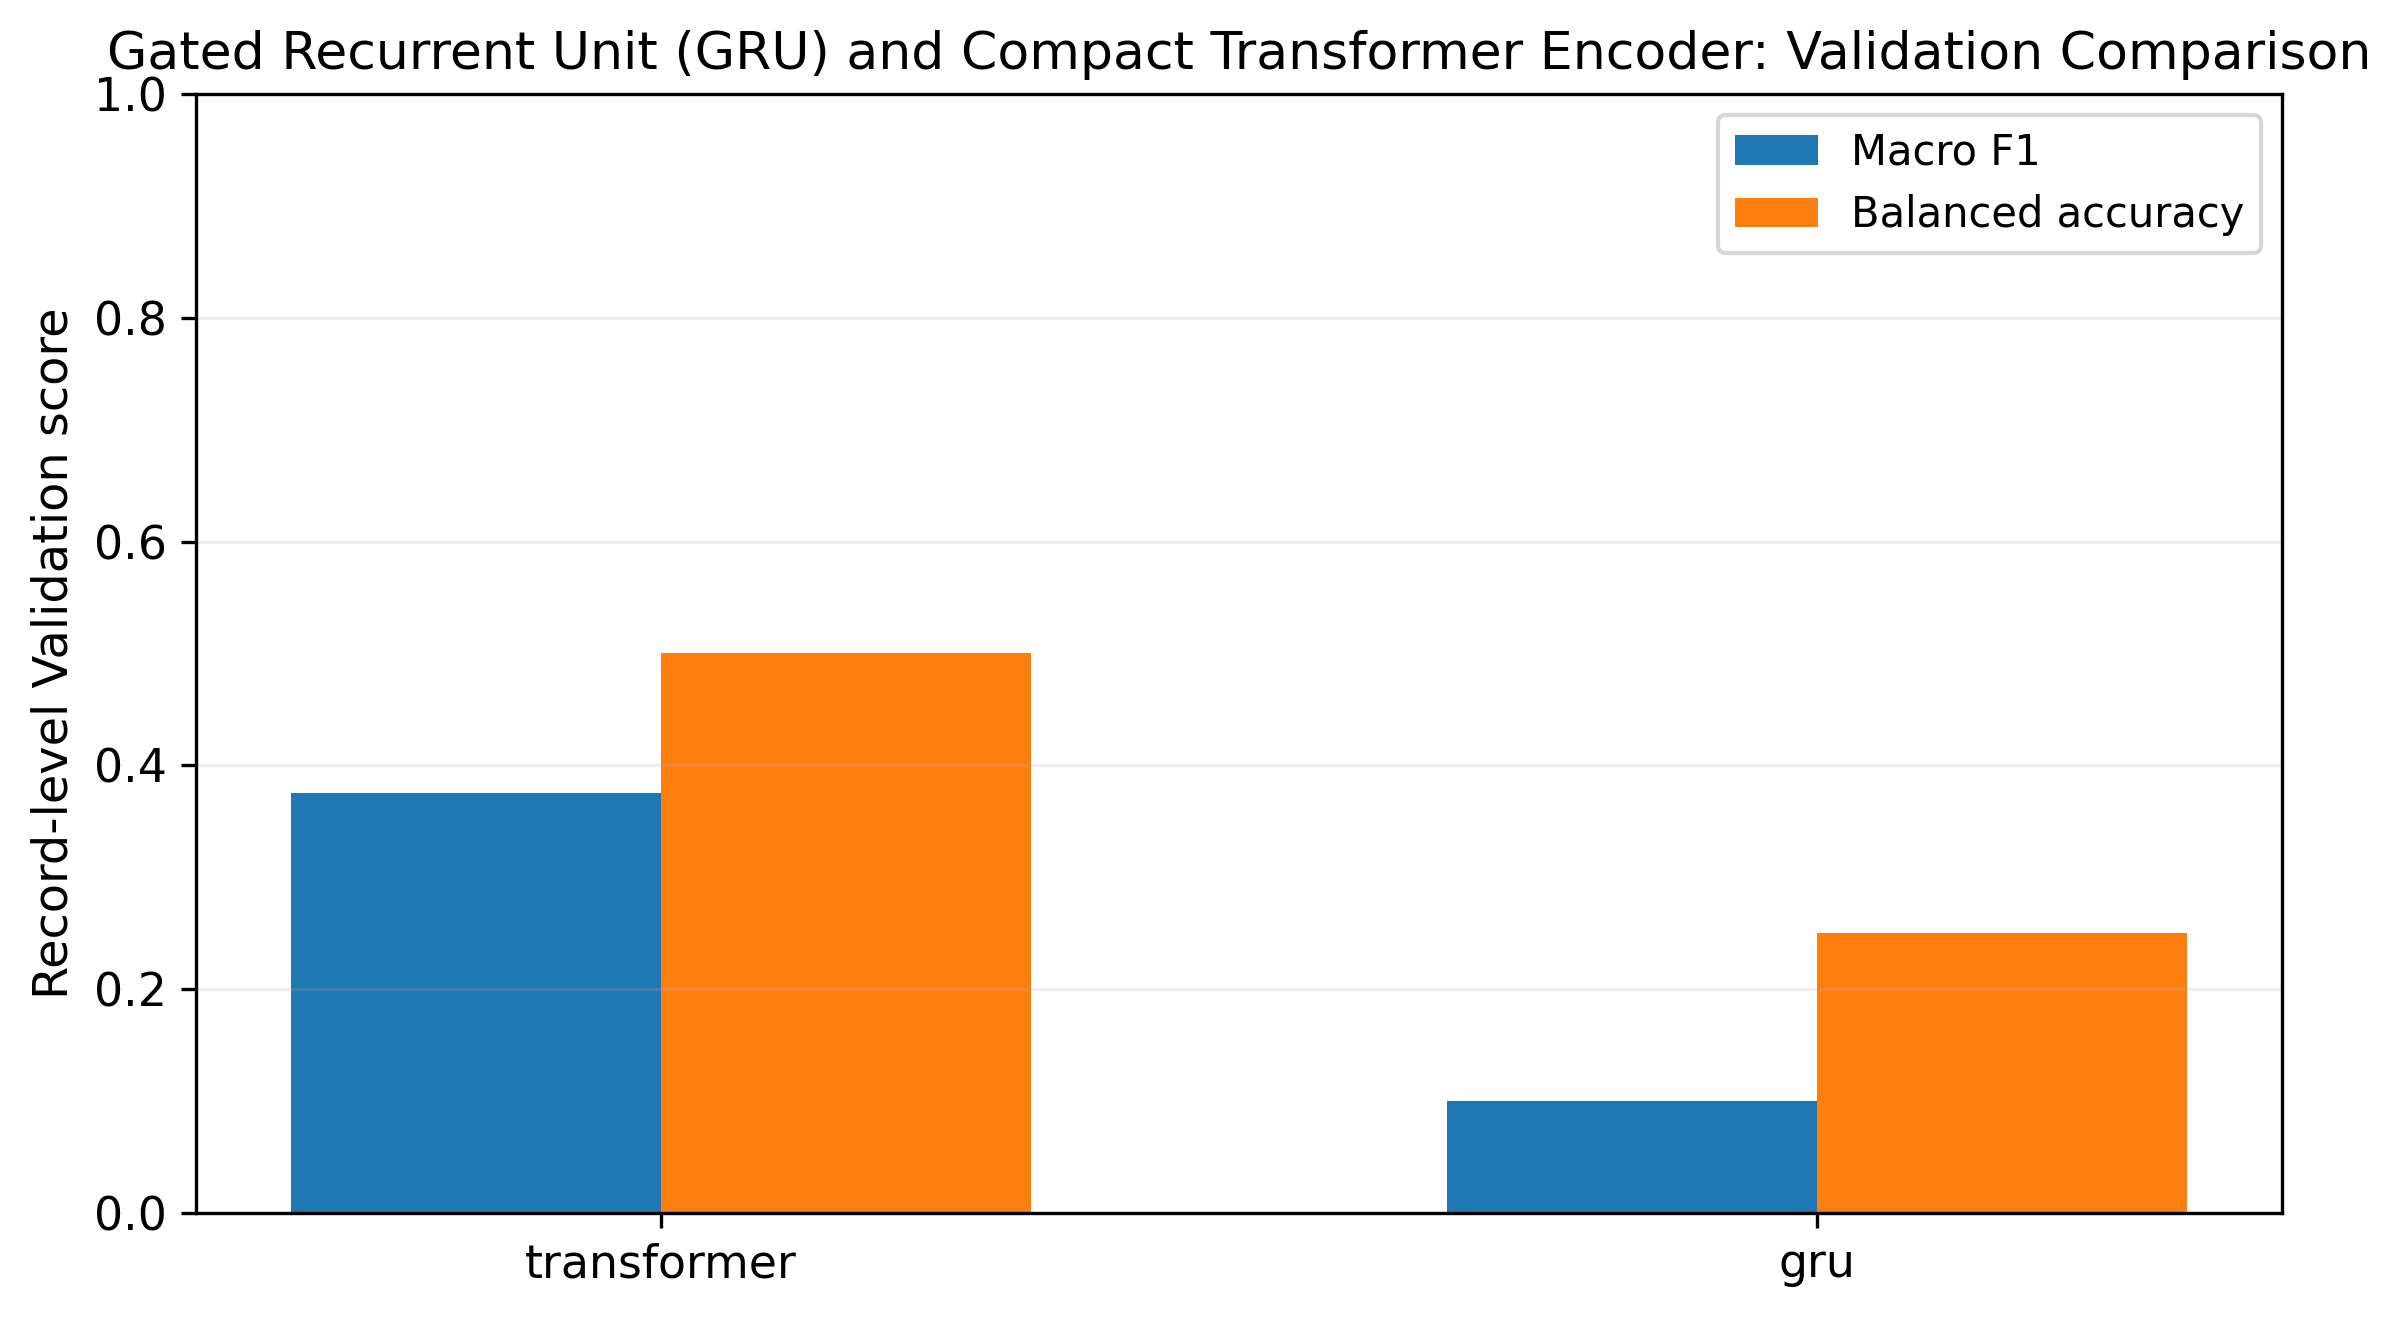 Gated Recurrent Unit (GRU) and Compact Transformer Encoder: Validation Comparison
Macro F1
Balanced accuracy
Record-level Validation score
1.0
0.8
0.6
0.4
0.2
0.0
transformer
gru